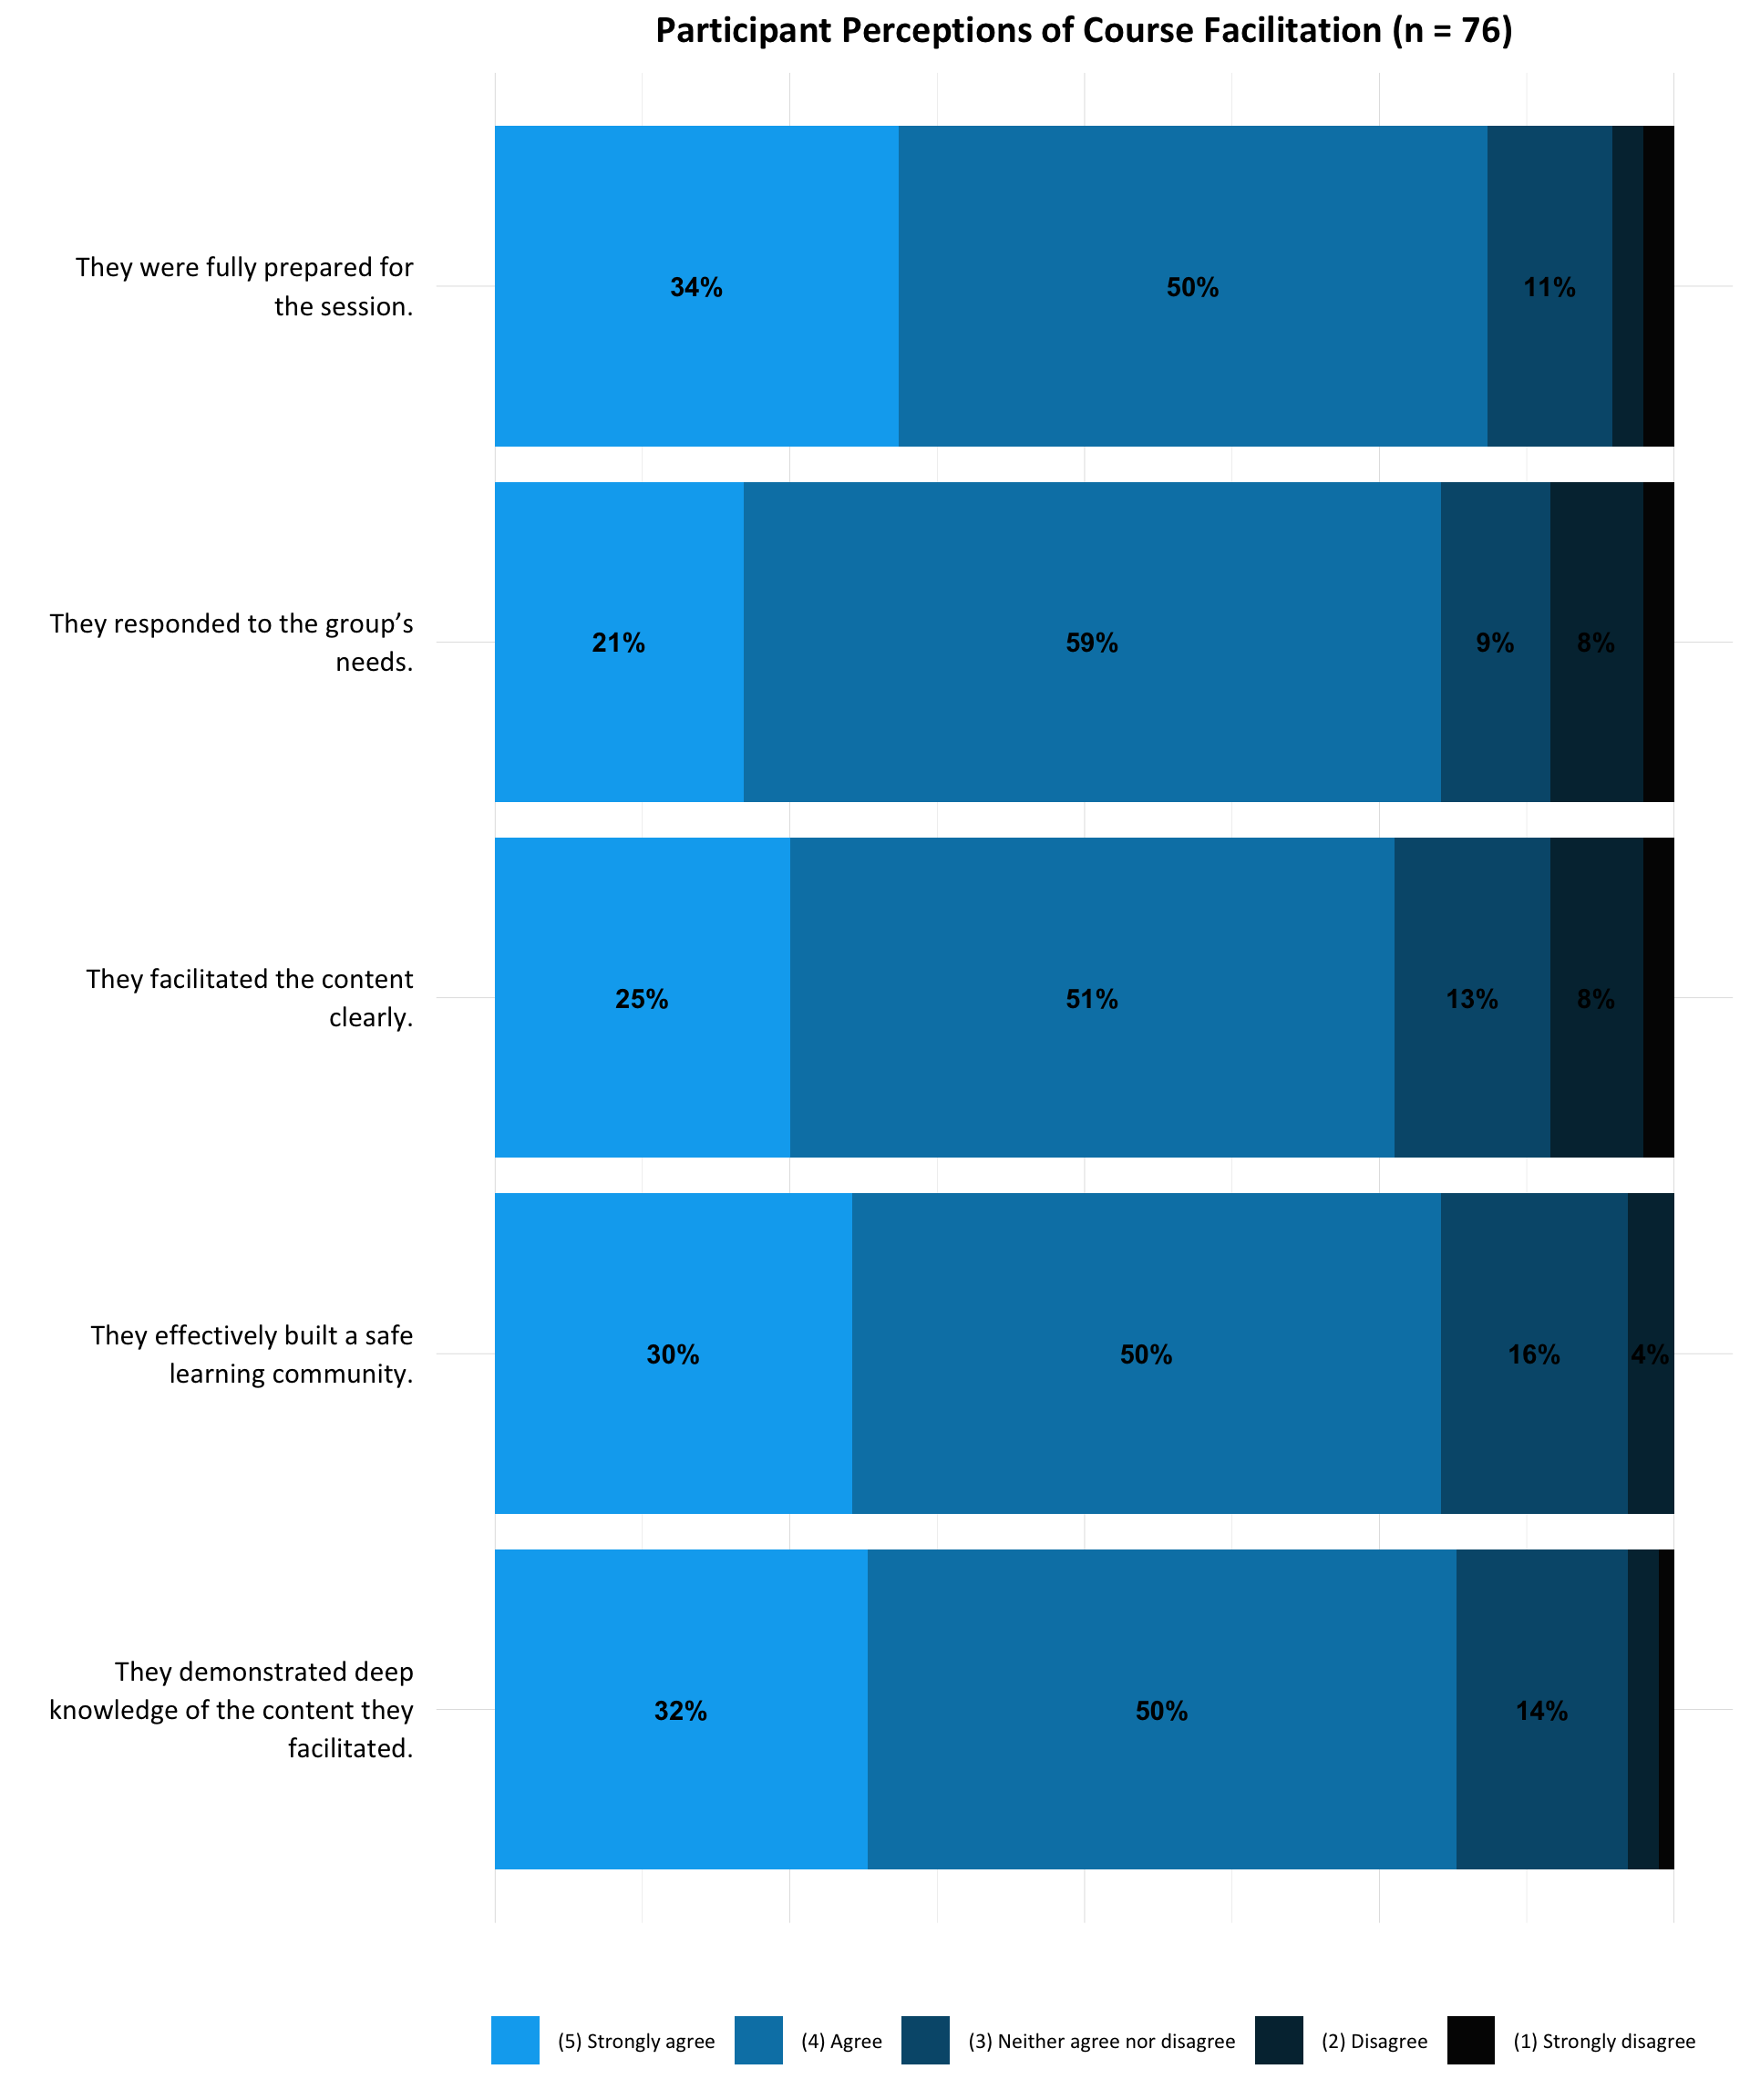 Participant Perceptions of Course Facilitation (n = 76)
They were fully prepared for
the session.
34% 50% 11%
They responded to the group’s
needs.
21% 59% 9% 8%
They facilitated the content
clearly.
25% 51% 13% 8%
They effectively built a safe
learning community.
30% 50% 16% 4%
They demonstrated deep
knowledge of the content they
facilitated.
32% 50% 14%
(5) Strongly agree (4) Agree (3) Neither agree nor disagree (2) Disagree (1) Strongly disagree